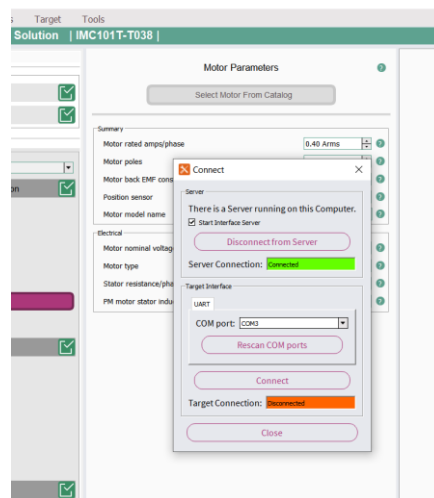 Target Tools
Solution | IMC101T-T038 |
Motor Parameters
Select Motor From Catalog
Summary
Motor rated amps/phase 0.40 Arms
Motor poles
Motor back EMF cons
Position sensor
Motor model name
Electrical
Motor nominal voltag
Motor type
Stator resistance/pha
PM motor stator indu
on
Connect
Server
There is a Server running on this Computer.
Start Interface Server
Disconnect from Server
Server Connection: Connected
Target Interface
UART
COM port: COM3
Rescan COM ports
Connect
Target Connection: Disconnected
Close